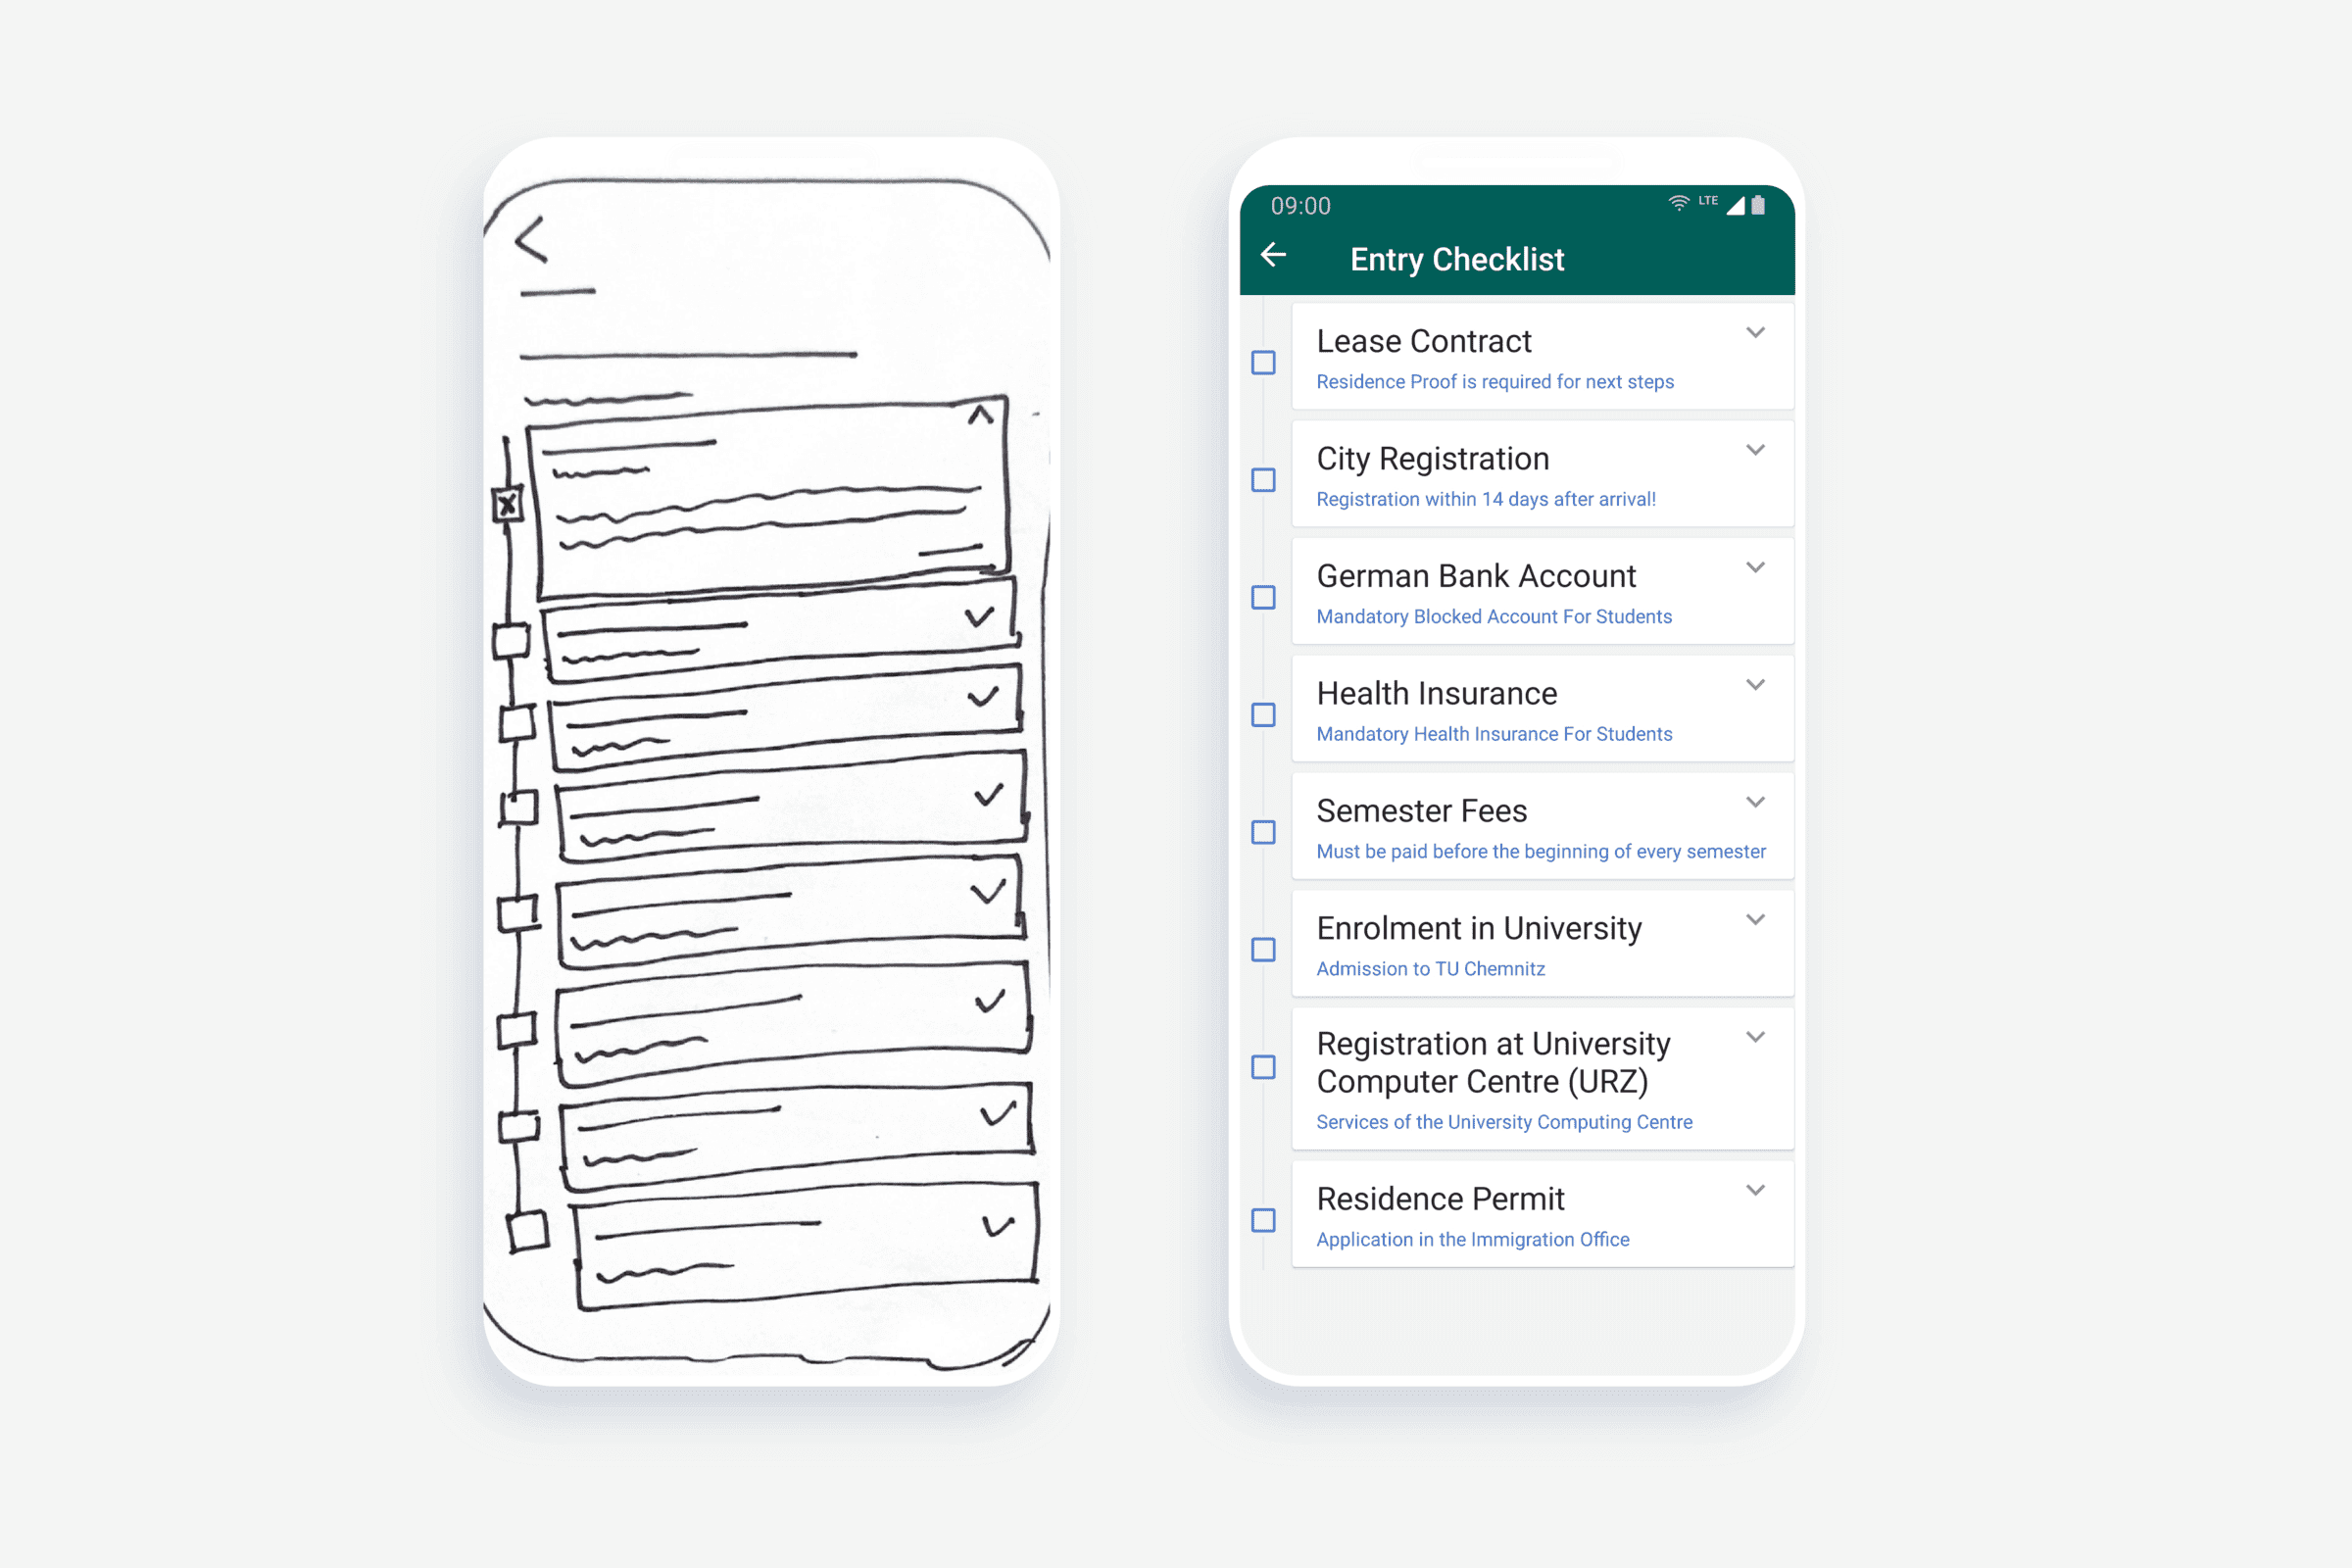 09:00
LTE
Entry Checklist
Lease Contract
Residence Proof is required for next steps
City Registration
Registration within 14 days after arrival!
German Bank Account
Mandatory Blocked Account For Students
Health Insurance
Mandatory Health Insurance For Students
Semester Fees
Must be paid before the beginning of every semester
Enrolment in University
Admission to TU Chemnitz
Registration at University
Computer Centre (URZ)
Services of the University Computing Centre
Residence Permit
Application in the Immigration Office